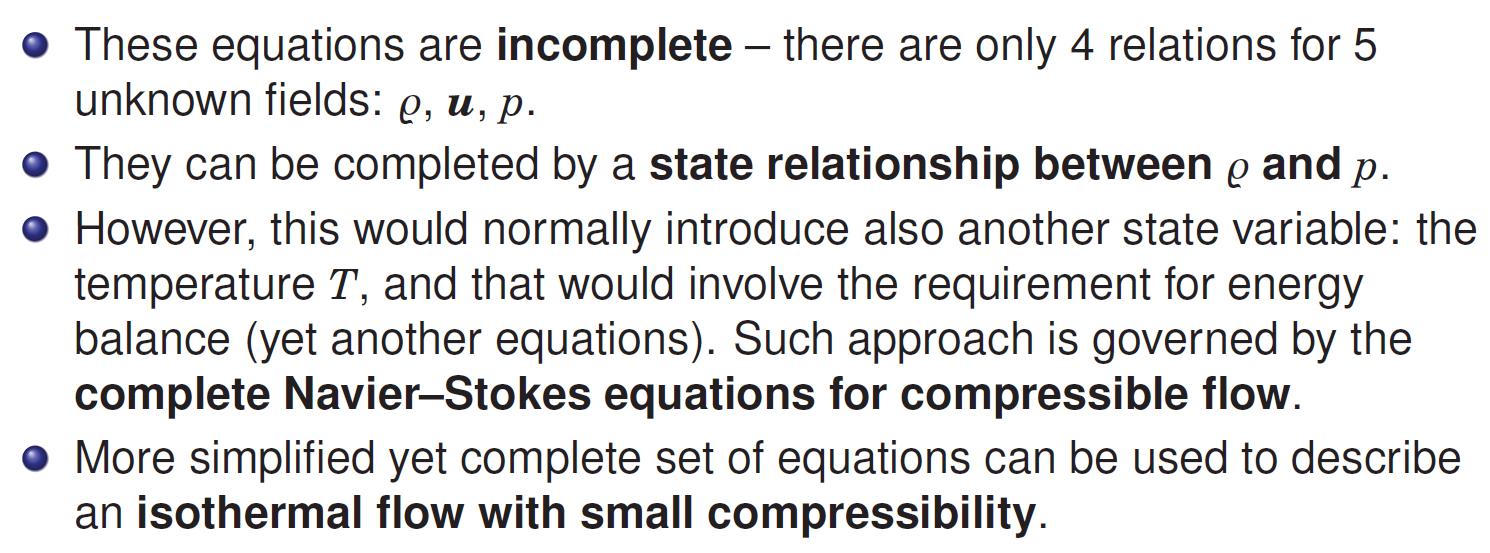 These equations are incomplete – there are only 4 relations for 5
unknown fields: ϱ, u, p.
They can be completed by a state relationship between ϱ and p.
However, this would normally introduce also another state variable: the
temperature T, and that would involve the requirement for energy
balance (yet another equations). Such approach is governed by the
complete Navier–Stokes equations for compressible flow.
More simplified yet complete set of equations can be used to describe
an isothermal flow with small compressibility.